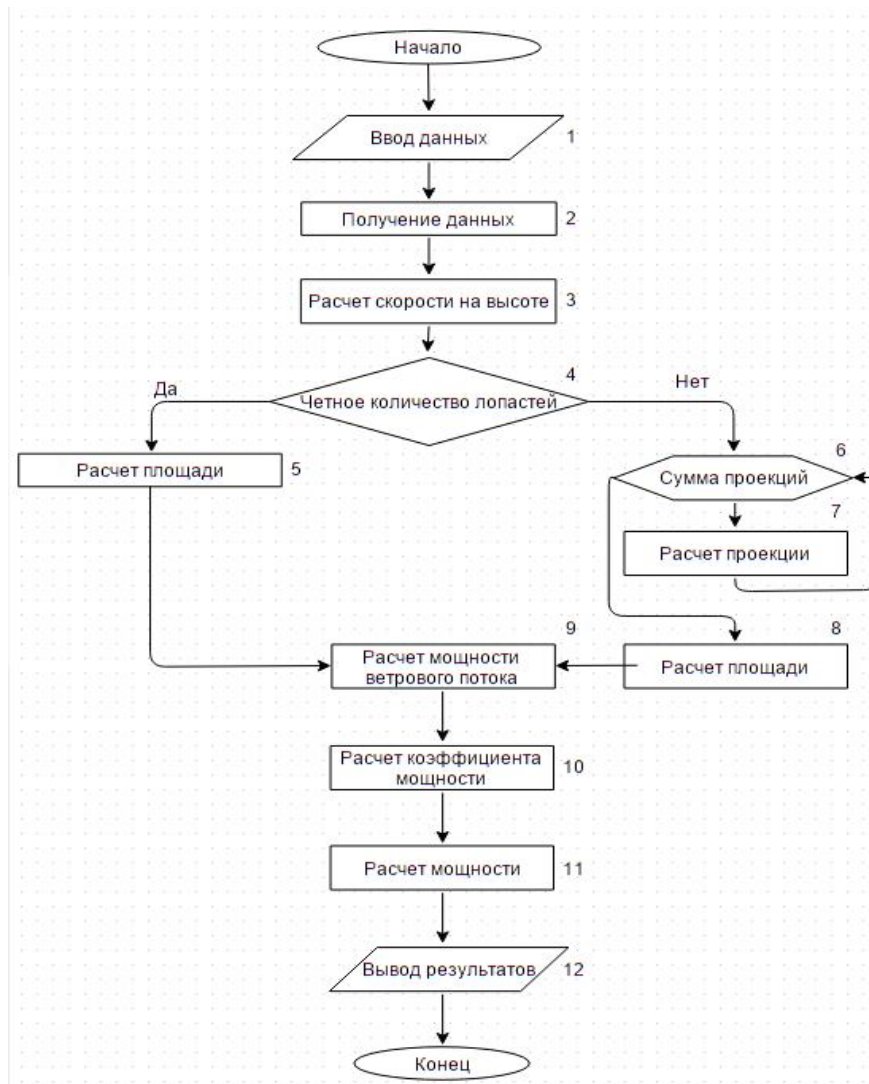 Начало
Ввод данных
1
Получение данных
2
Расчет скорости на высоте
3
4
Да
Нет
Четное количество лопастей
Расчет площади
5
6
Сумма проекций
7
Расчет проекции
9
8
Расчет мощности
ветрового потока
Расчет площади
Расчет коэффициента
мощности
10
Расчет мощности
11
Вывод результатов
12
Конец